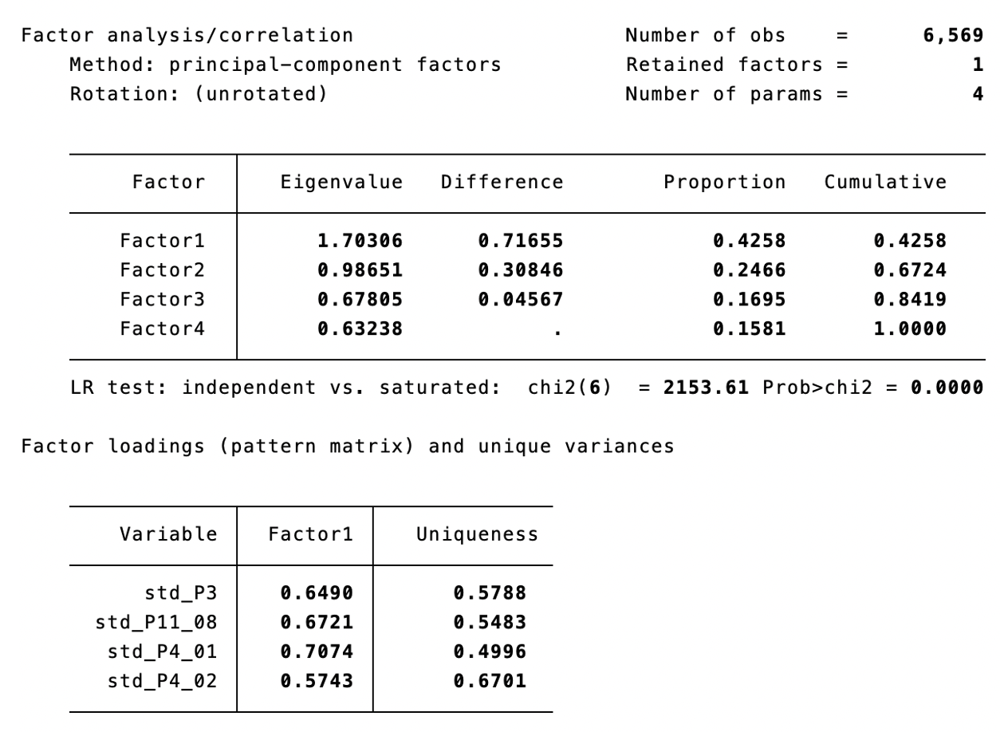 Factor analysis/correlation Number of obs = 6,569
Method: principal-component factors Retained factors = 1
Rotation: (unrotated) Number of params = 4
Factor Eigenvalue Difference Proportion Cumulative
Factor1 1.70306 0.71655 0.4258 0.4258
Factor2 0.98651 0.30846 0.2466 0.6724
Factor3 0.67805 0.04567 0.1695 0.8419
Factor4 0.63238 . 0.1581 1.0000
LR test: independent vs. saturated: chi2(6) = 2153.61 Prob>chi2 = 0.0000
Factor loadings (pattern matrix) and unique variances
Variable Factor1 Uniqueness
std_P3 0.6490 0.5788
std_P11_08 0.6721 0.5483
std_P4_01 0.7074 0.4996
std_P4_02 0.5743 0.6701